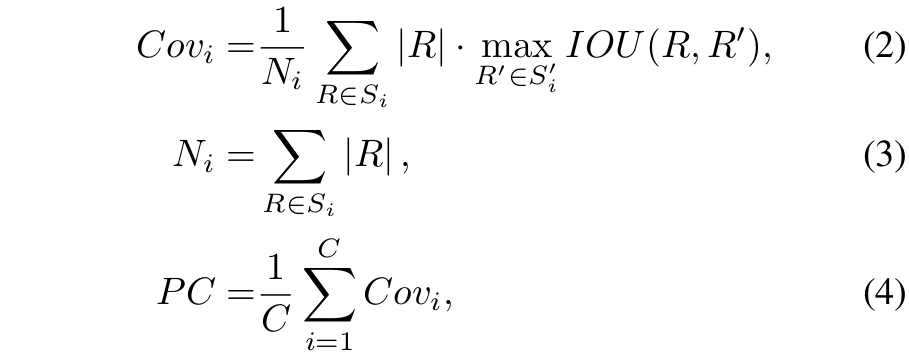 Cov_i = \frac{1}{N_i} \sum_{R \in S_i} |R| \cdot \max_{R' \in S'_i} IOU(R, R'), (2)
N_i = \sum_{R \in S_i} |R| , (3)
PC = \frac{1}{C} \sum_{i=1}^{C} Cov_i, (4)